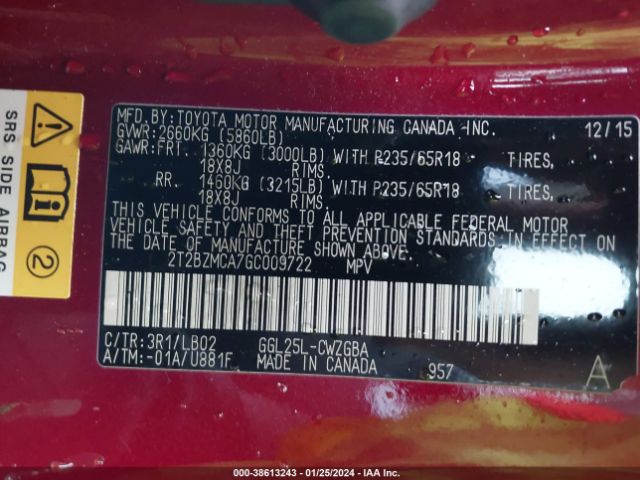 SRS SIDE AIRBAG
2
MFD.BY:TOYOTA MOTOR MANUFACTURING CANADA INC. 12/15
GVWR:2660KG (5860LB)
GAWR:FRT. 1360KG (3000LB) WITH P235/65R18 TIRES,
18X8J RIMS.
RR. 1460KG (3215LB) WITH P235/65R18 TIRES,
18X8J RIMS.
THIS VEHICLE CONFORMS TO ALL APPLICABLE FEDERAL MOTOR
VEHICLE SAFETY AND THEFT PREVENTION STANDARDS IN EFFECT ON
THE DATE OF MANUFACTURE SHOWN ABOVE.
2T2BZMCA7GC009722 MPV
C/TR:3R1/LB02 GGL25L-CWZGBA
A/TM:-01A/U881F MADE IN CANADA 957 A
000-38613243 - 01/25/2024 - IAA Inc.